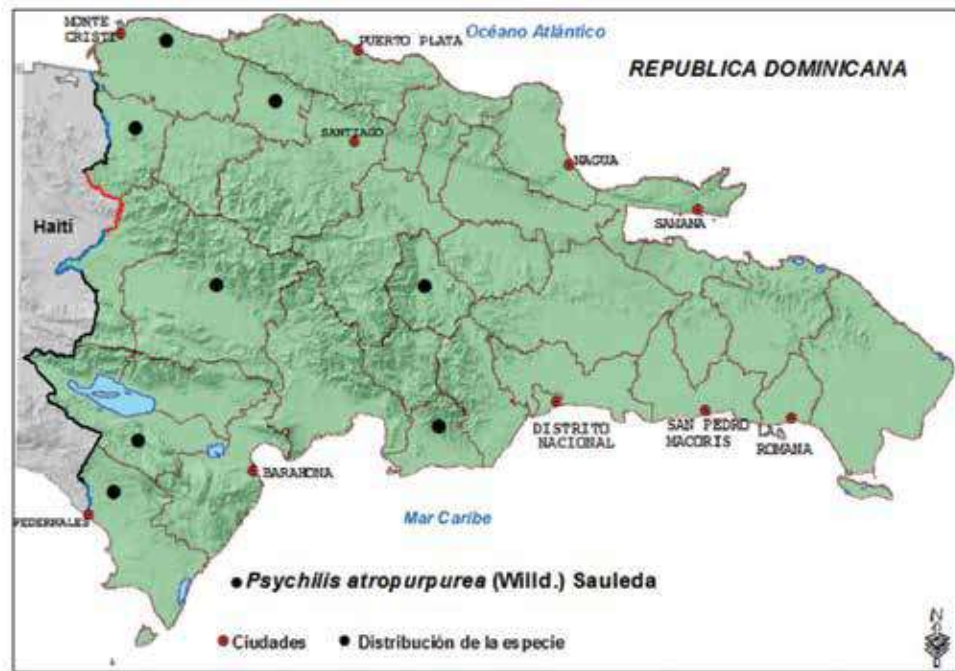 MONTE
CRISTI
PUERTO PLATA
Océano Atlántico
REPUBLICA DOMINICANA
SANTIAGO
NAGUA
Haití
SAMANA
DISTRITO
NACIONAL
SAN PEDRO
MACORIS
LA
ROMANA
BARAHONA
PEDERNALES
Mar Caribe
Psychilis atropurpurea (Willd.) Sauleda
Ciudades
Distribución de la especie
N